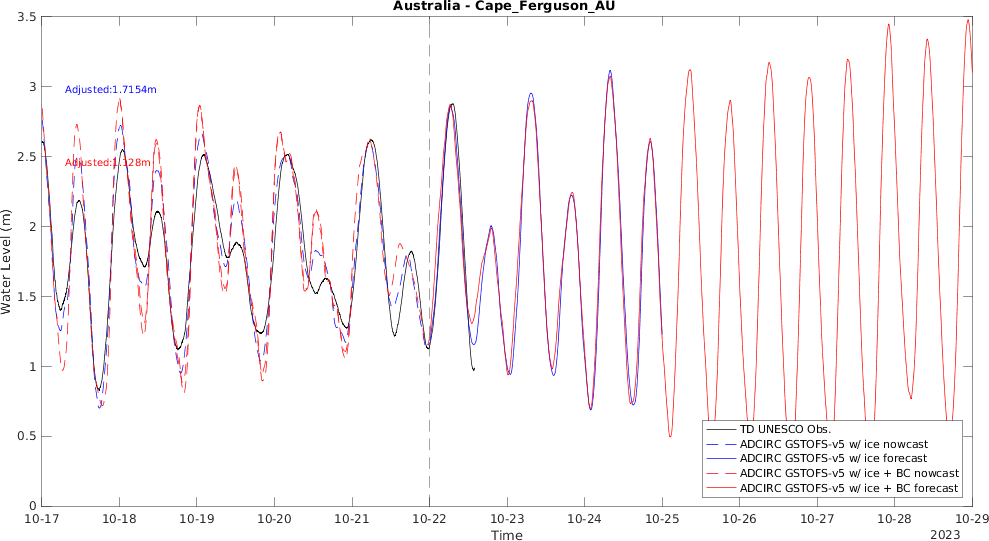 Australia - Cape_Ferguson_AU
3.5
3
2.5
2
1.5
1
0.5
0
Water Level (m)
Adjusted:1.7154m
Adjusted:1.128m
TD UNESCO Obs.
ADCIRC GSTOFS-v5 w/ ice nowcast
ADCIRC GSTOFS-v5 w/ ice forecast
ADCIRC GSTOFS-v5 w/ ice + BC nowcast
ADCIRC GSTOFS-v5 w/ ice + BC forecast
10-17 10-18 10-19 10-20 10-21 10-22 10-23 10-24 10-25 10-26 10-27 10-28 10-29
Time
2023